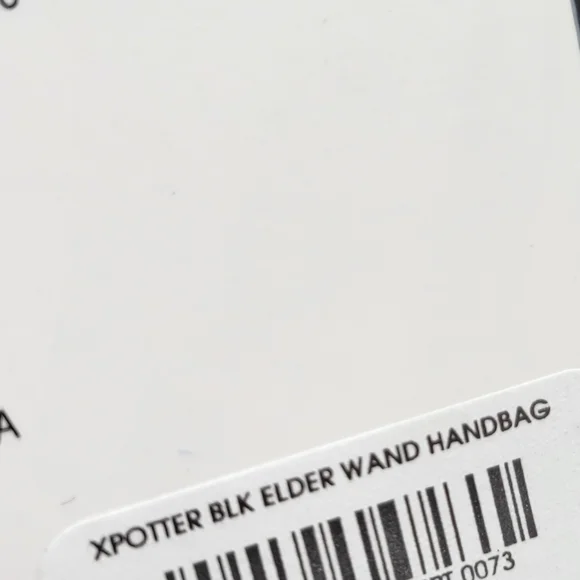 A
XPOTTER BLK ELDER WAND HANDBAG
0073